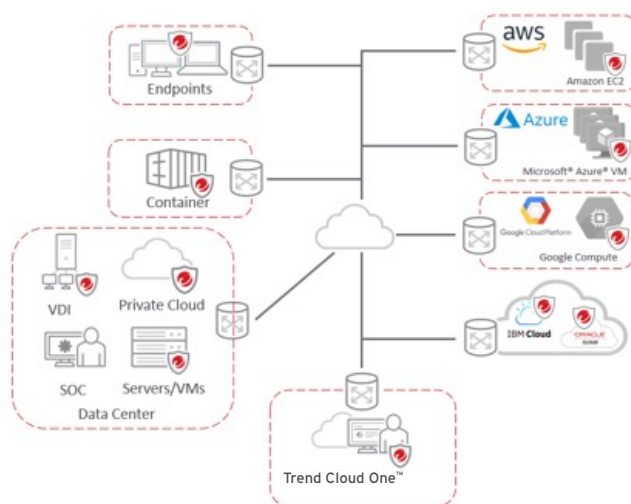 Endpoints
Container
VDI
Private Cloud
SOC
Servers/VMs
Data Center
aws
Amazon EC2
Azure
Microsoft® Azure® VM
Google Cloud Platform
Google Compute
IBM Cloud
ORACLE
CLOUD
Trend Cloud One™